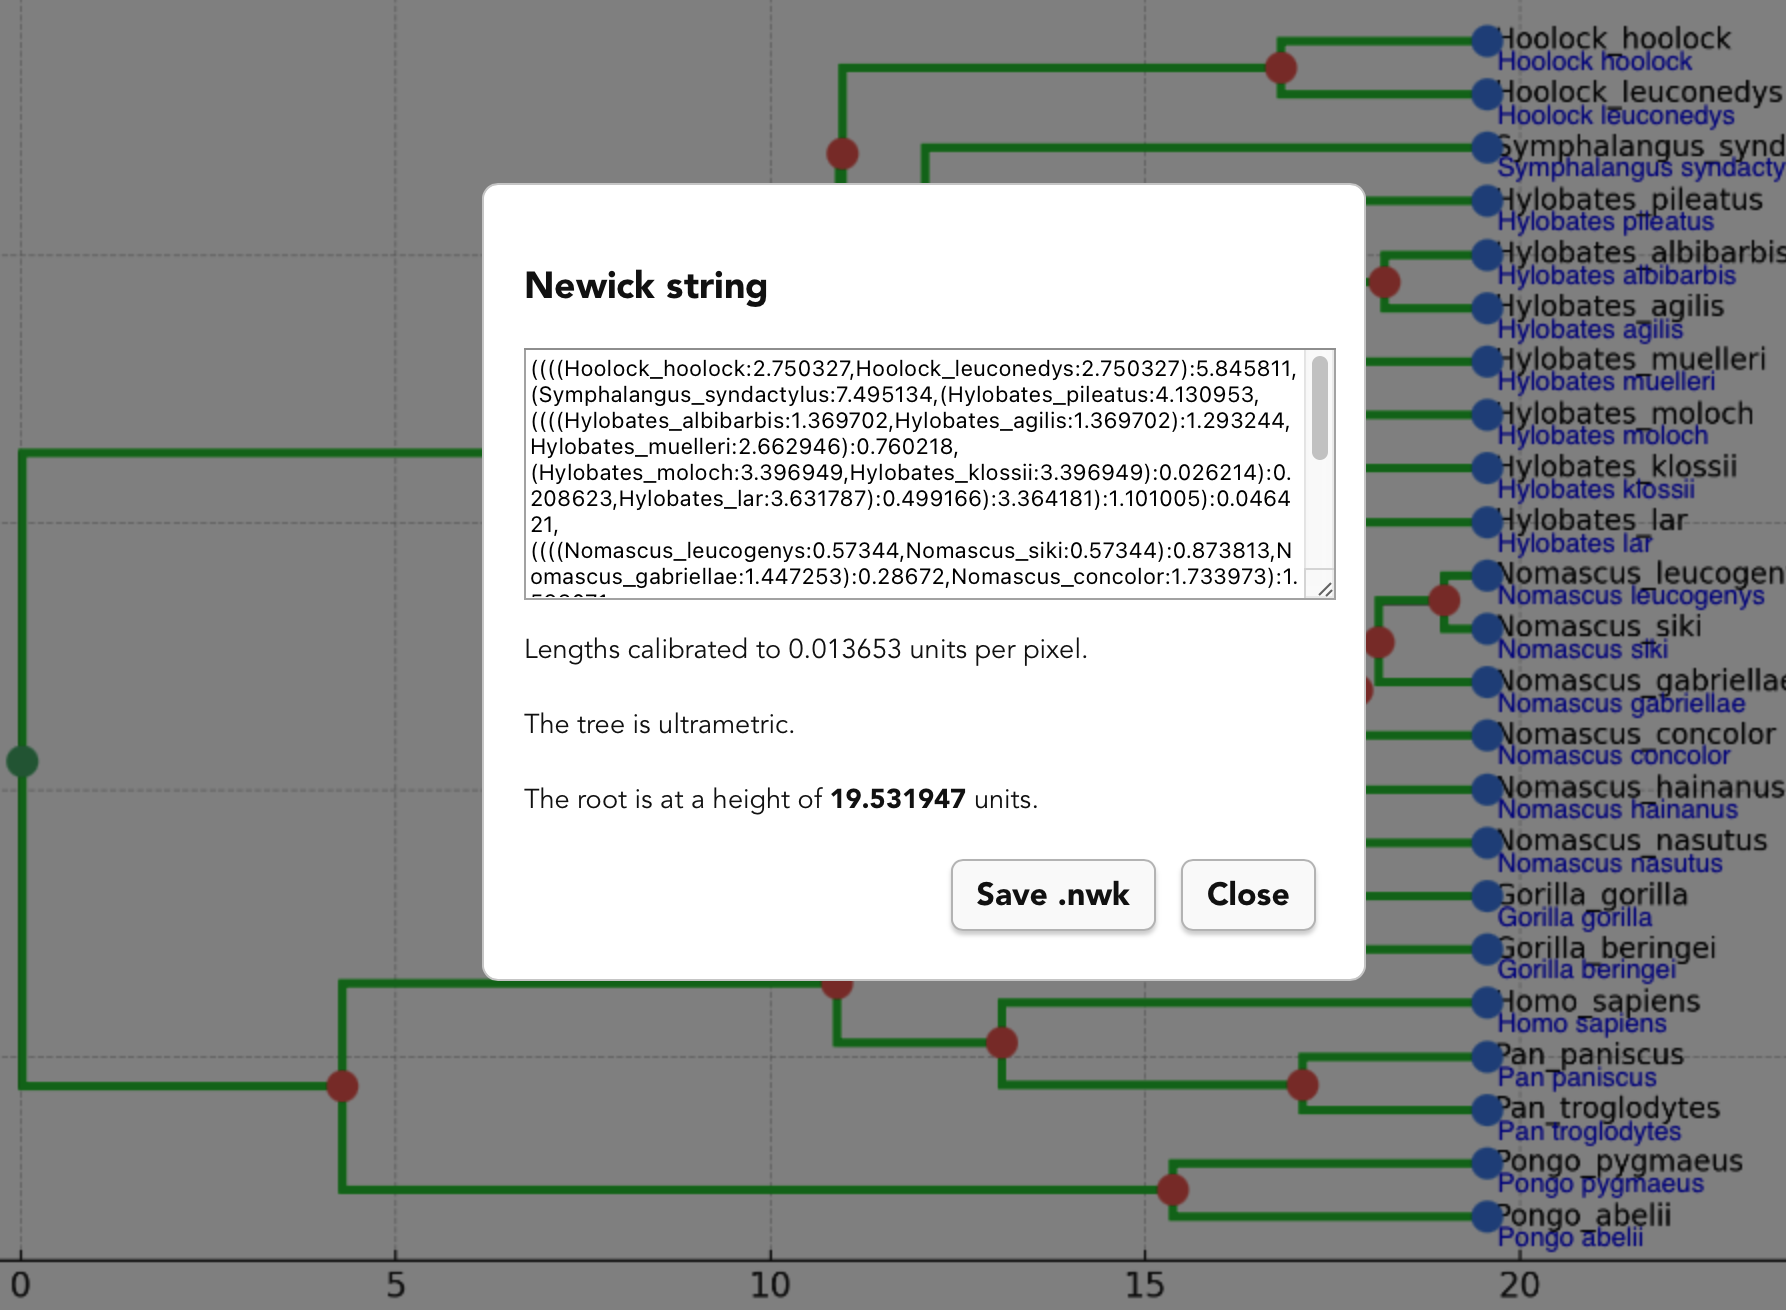 Hoolock_hoolock
Hoolock hoolock
Hoolock_leuconedys
Hoolock leuconedys
Symphalangus_synd
Symphalangus syndacty
Hylobates_pileatus
Hylobates pileatus
Hylobates_albibarbis
Hylobates albibarbis
Hylobates_agilis
Hylobates agilis
Hylobates_muelleri
Hylobates muelleri
Hylobates_moloch
Hylobates moloch
Hylobates_klossii
Hylobates klossii
Hylobates_lar
Hylobates lar
Nomascus_leucogen
Nomascus leucogenys
Nomascus_siki
Nomascus siki
Nomascus_gabriellae
Nomascus gabriellae
Nomascus_concolor
Nomascus concolor
Nomascus_hainanus
Nomascus hainanus
Nomascus_nasutus
Nomascus nasutus
Gorilla_gorilla
Gorilla gorilla
Gorilla_beringei
Gorilla beringei
Homo_sapiens
Homo sapiens
Pan_paniscus
Pan paniscus
Pan_troglodytes
Pan troglodytes
Pongo_pygmaeus
Pongo pygmaeus
Pongo_abelii
Pongo abelii
Newick string
((((Hoolock_hoolock:2.750327,Hoolock_leuconedys:2.750327):5.845811,
(Symphalangus_syndactylus:7.495134,(Hylobates_pileatus:4.130953,
((((Hylobates_albibarbis:1.369702,Hylobates_agilis:1.369702):1.293244,
Hylobates_muelleri:2.662946):0.760218,
(Hylobates_moloch:3.396949,Hylobates_klossii:3.396949):0.026214):0.
208623,Hylobates_lar:3.631787):0.499166):3.364181):1.101005):0.0464
21,
((((Nomascus_leucogenys:0.57344,Nomascus_siki:0.57344):0.873813,N
omascus_gabriellae:1.447253):0.28672,Nomascus_concolor:1.733973):1.
Lengths calibrated to 0.013653 units per pixel.
The tree is ultrametric.
The root is at a height of 19.531947 units.
Save .nwk
Close
0 5 10 15 20